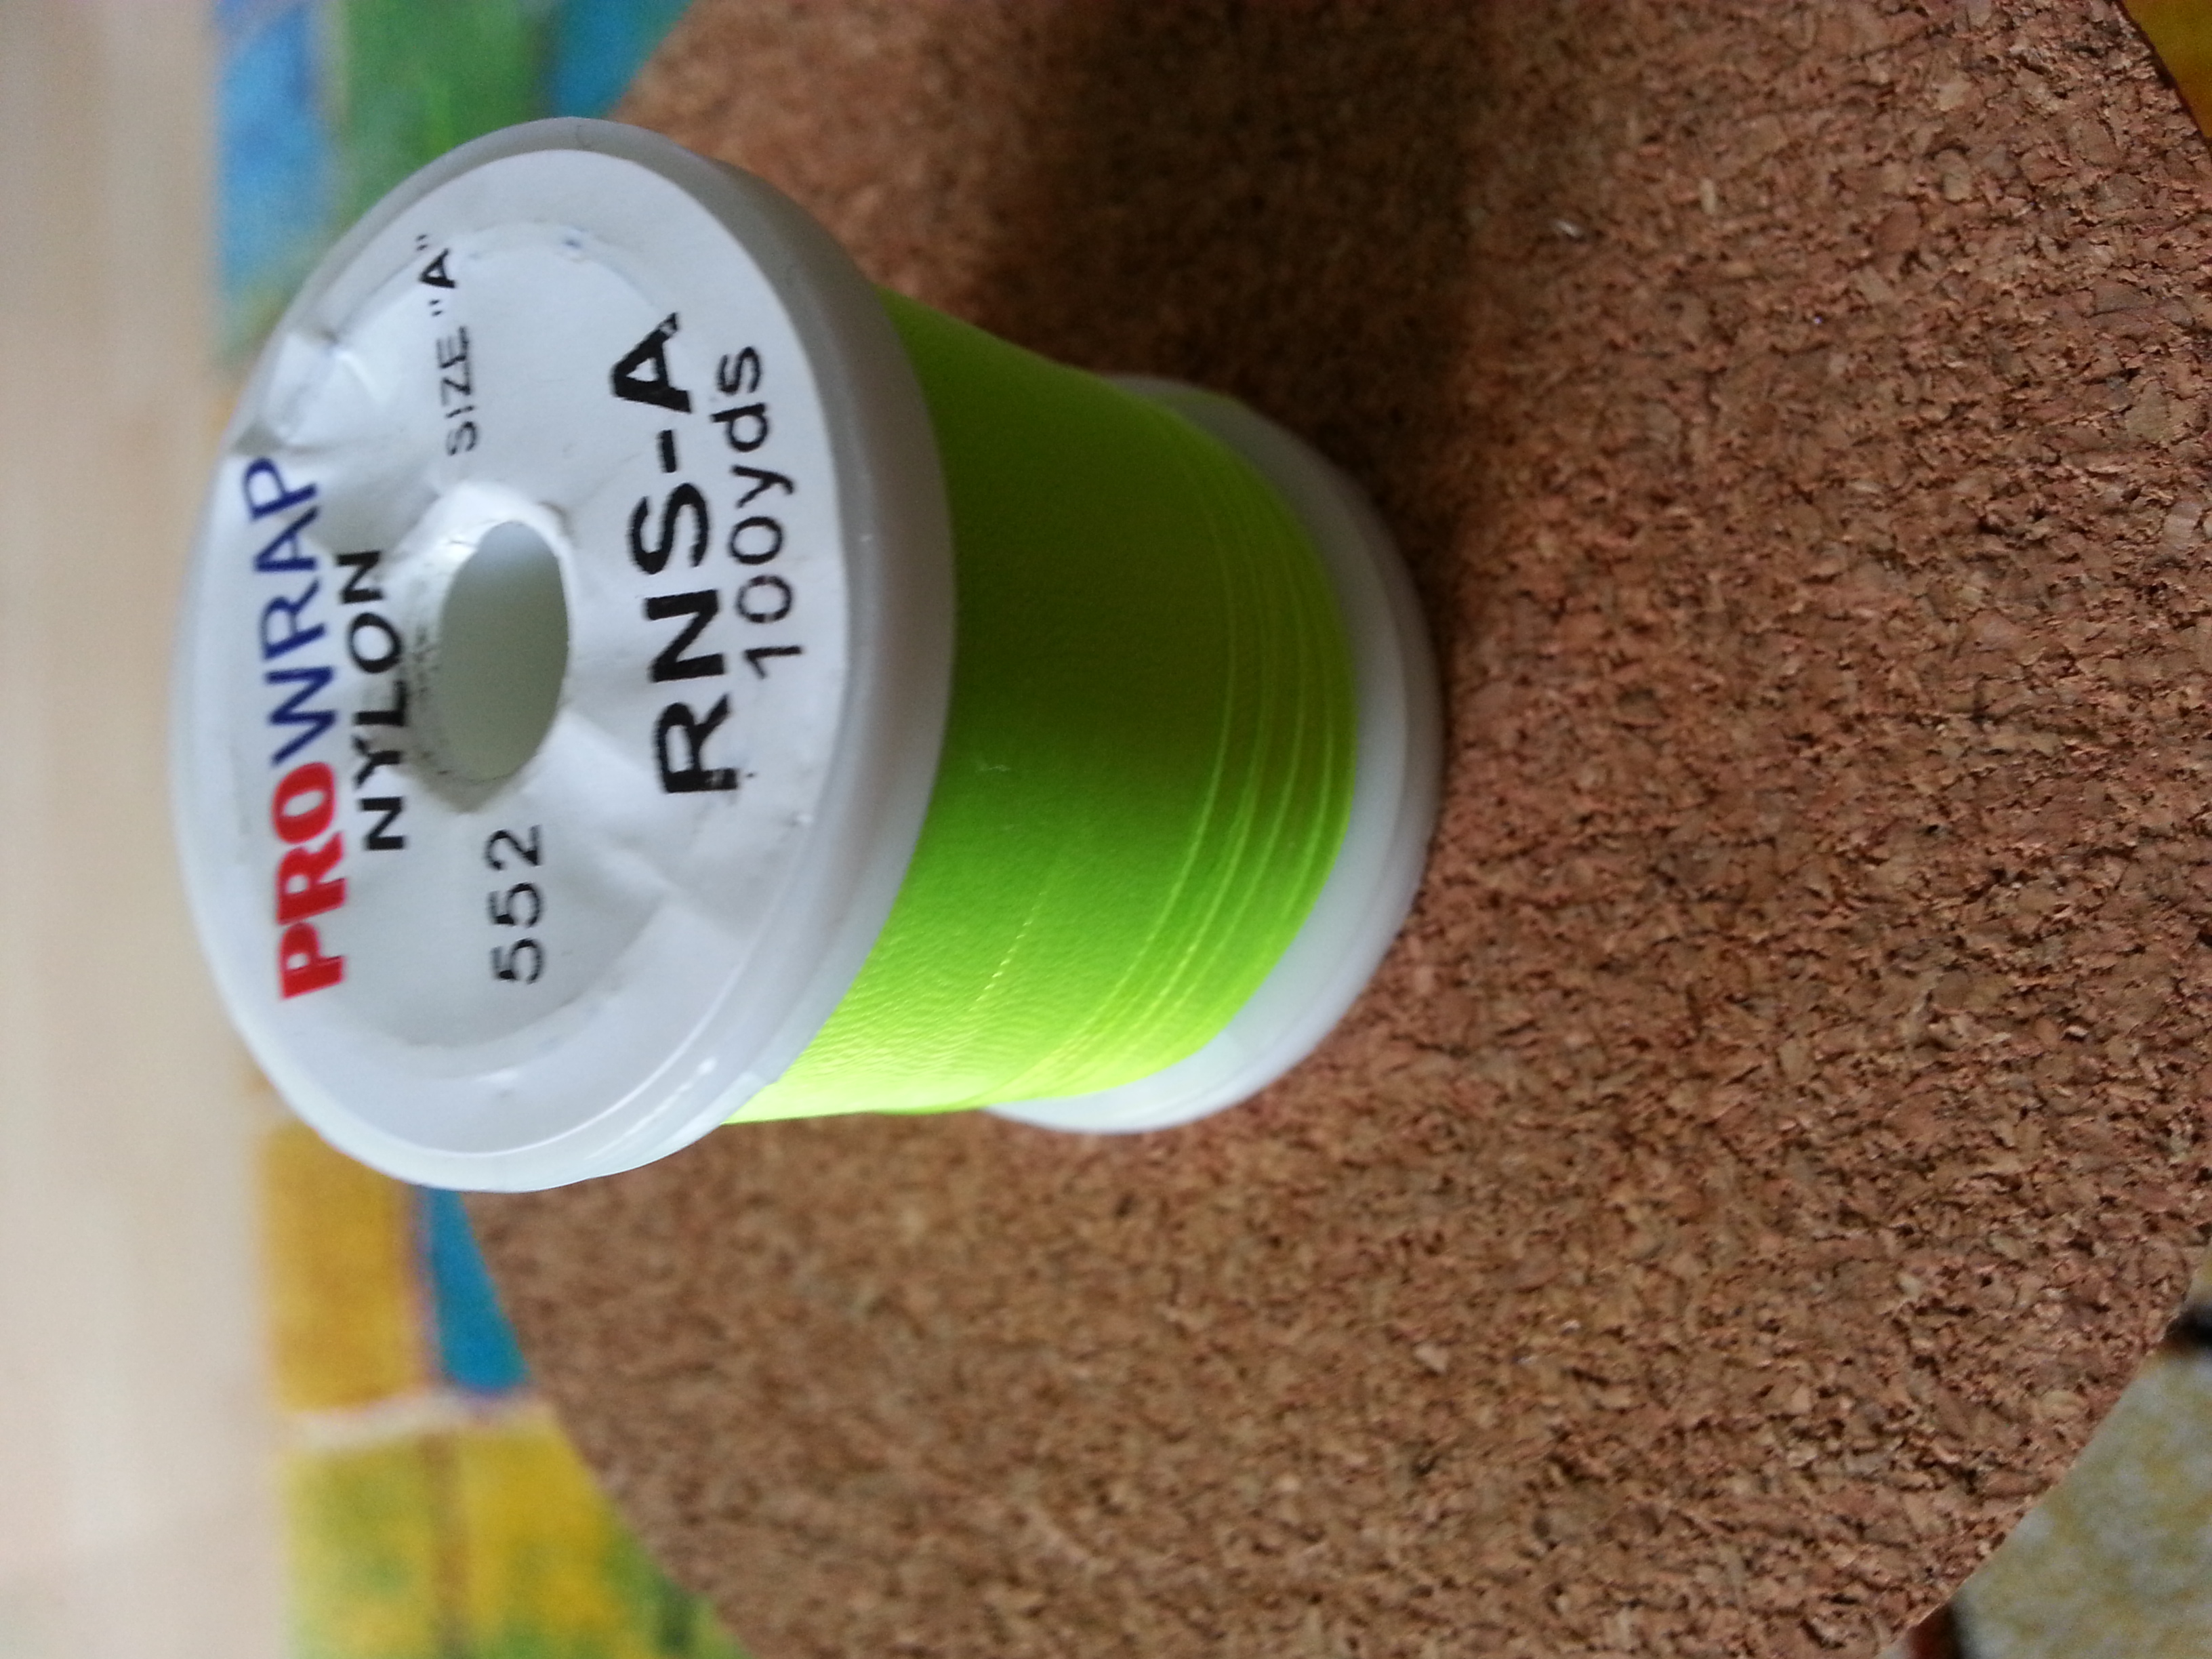 PROWRAP
NYLON
552 SIZE "A"
RNS-A
100yds